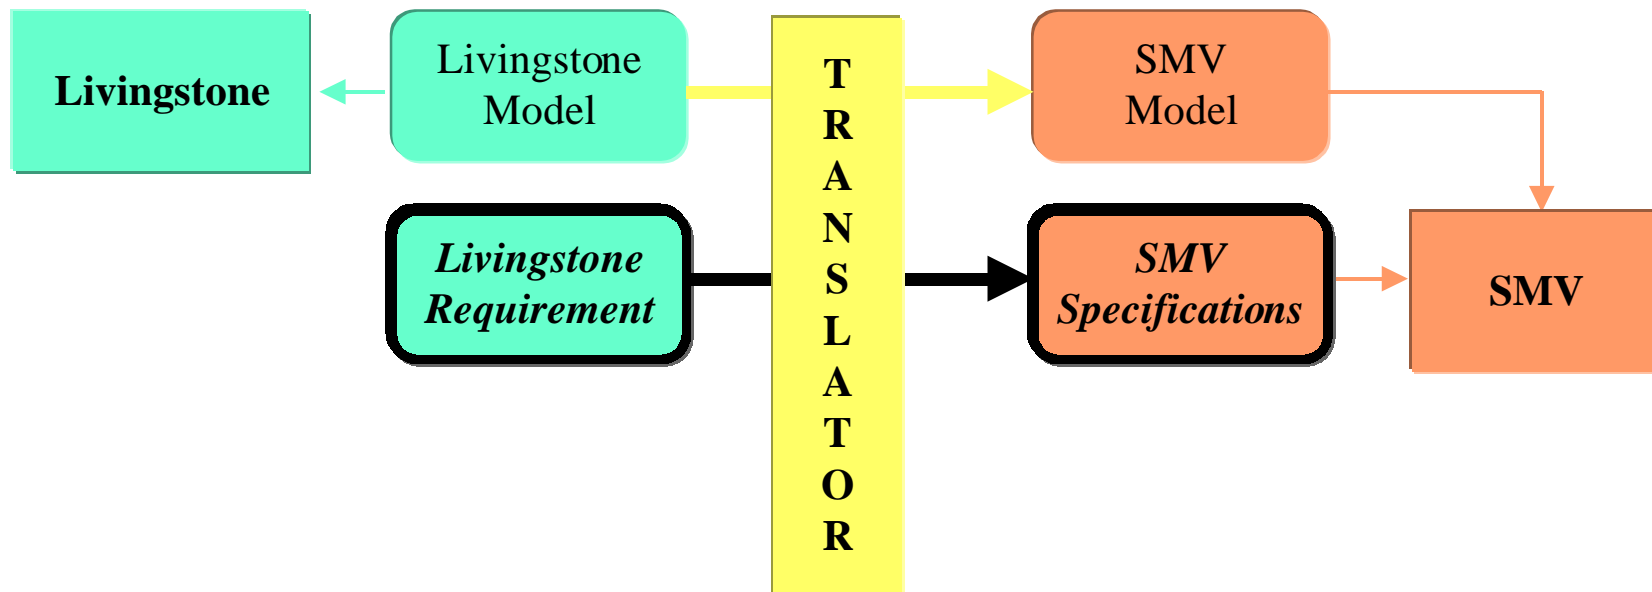 Livingstone
Livingstone
Model
T
R
A
N
S
L
A
T
O
R
SMV
Model
Livingstone
Requirement
SMV
Specifications
SMV